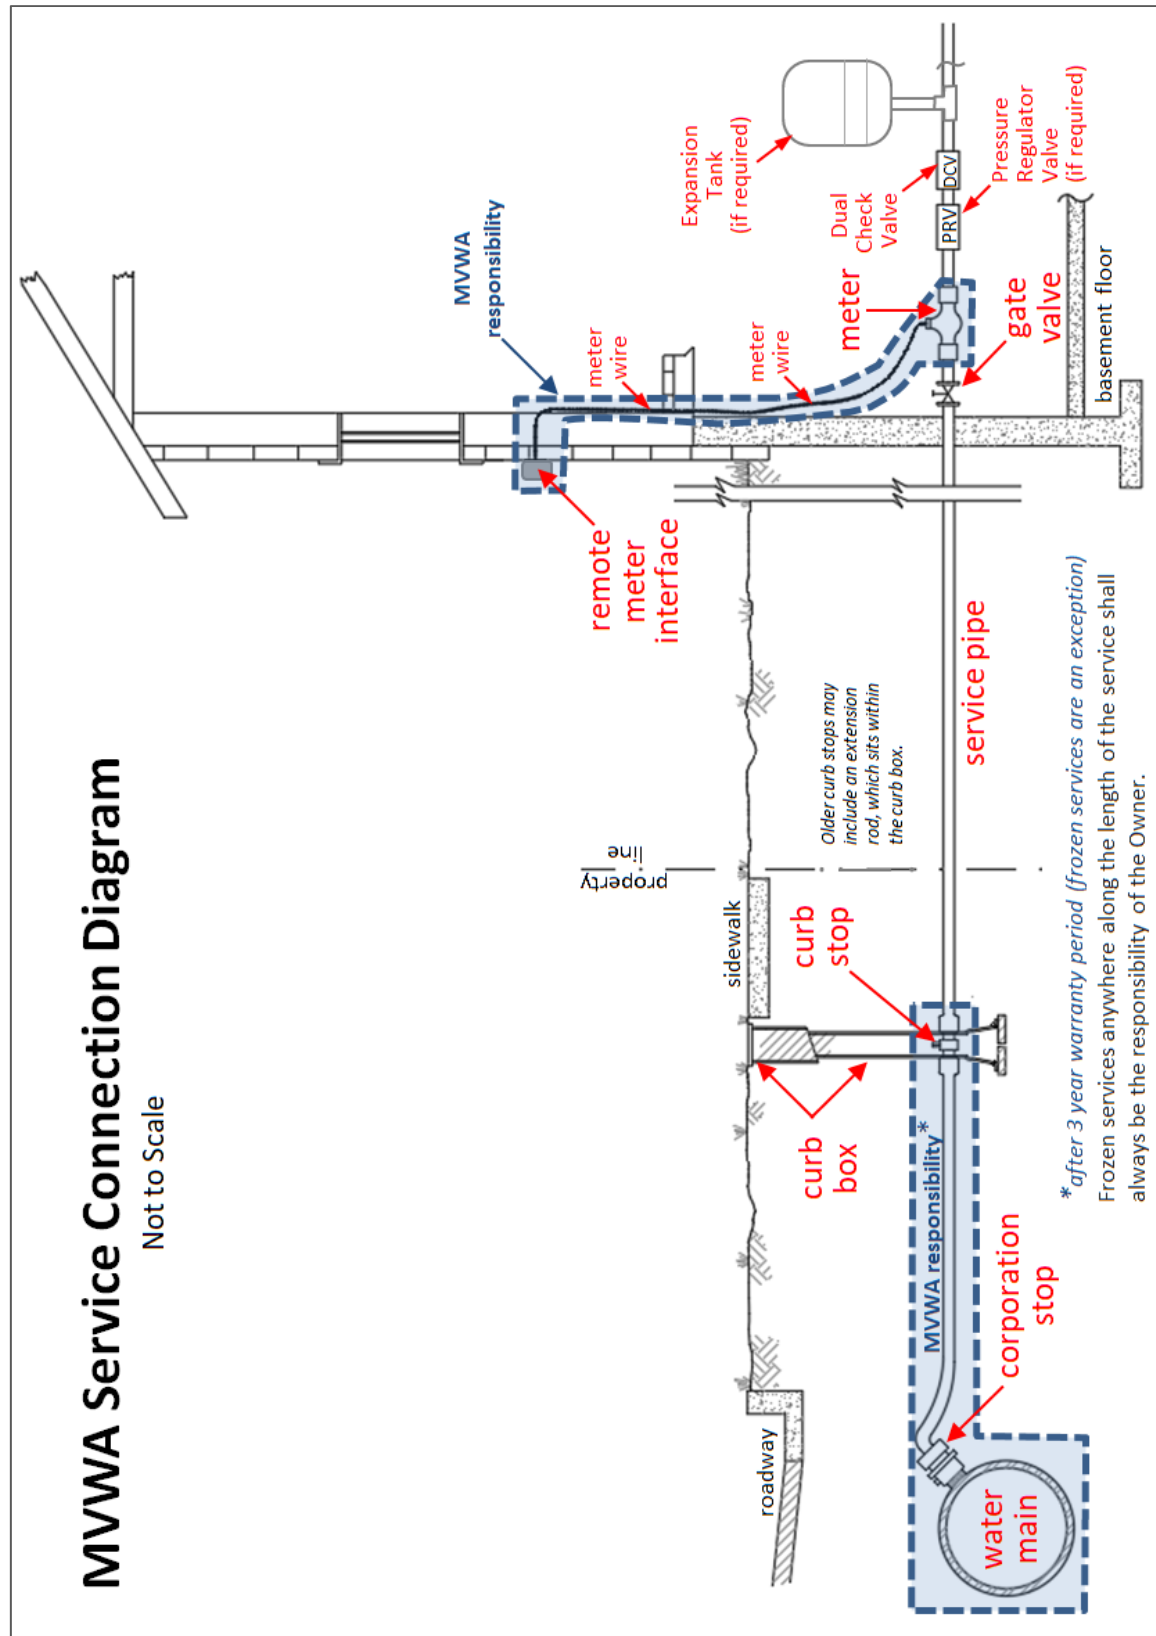 MVWA Service Connection Diagram
Not to Scale
MVWA
responsibility
Expansion
Tank
(if required)
meter
wire
meter
wire
Dual
Check
Valve
DCV
PRV
Pressure
Regulator
Valve
(if required)
remote
meter
interface
meter
gate
valve
basement floor
property
line
sidewalk
roadway
Older curb stops may
include an extension
rod, which sits within
the curb box.
curb
stop
curb
box
service pipe
MVWA responsibility*
corporation
stop
water
main
*after 3 year warranty period (frozen services are an exception)
Frozen services anywhere along the length of the service shall
always be the responsibility of the Owner.